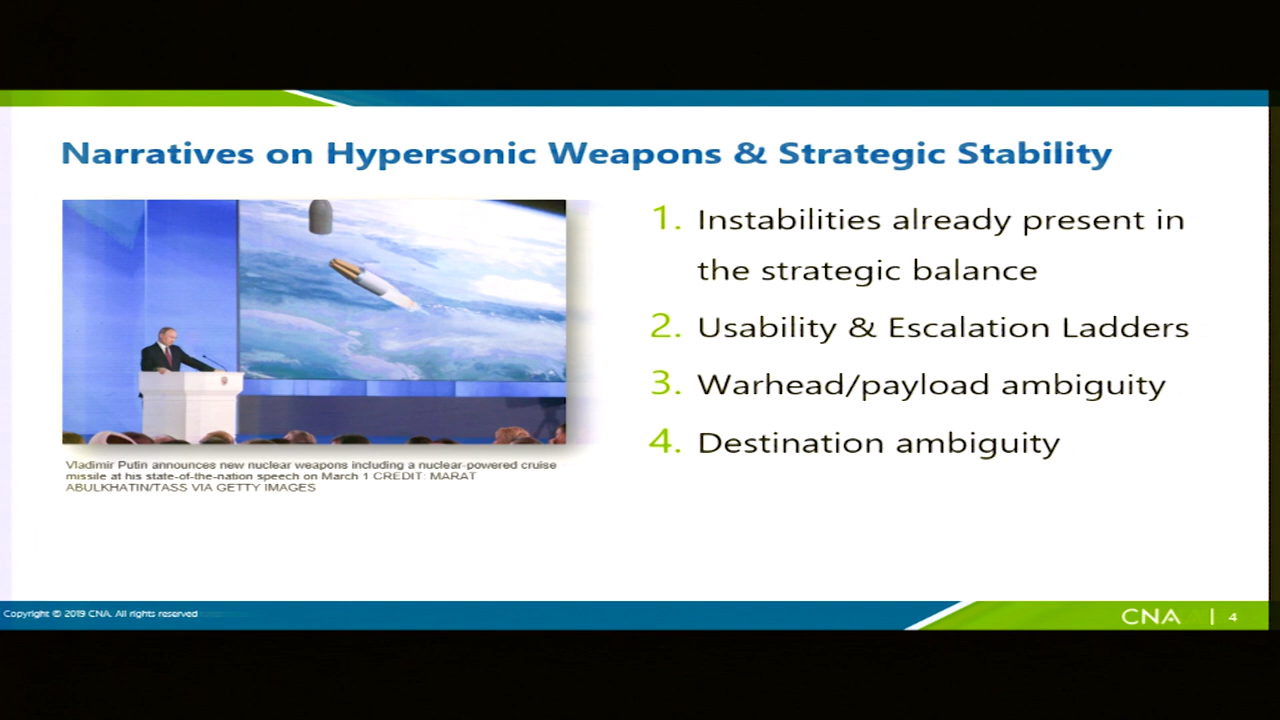 Narratives on Hypersonic Weapons & Strategic Stability
1. Instabilities already present in
the strategic balance
2. Usability & Escalation Ladders
3. Warhead/payload ambiguity
4. Destination ambiguity
Vladimir Putin announces new nuclear weapons including a nuclear-powered cruise
missile at his state-of-the-nation speech on March 1 CREDIT: MARAT
ABULKHATIN/TASS VIA GETTY IMAGES
Copyright © 2019 CNA. All rights reserved
CNA | 4